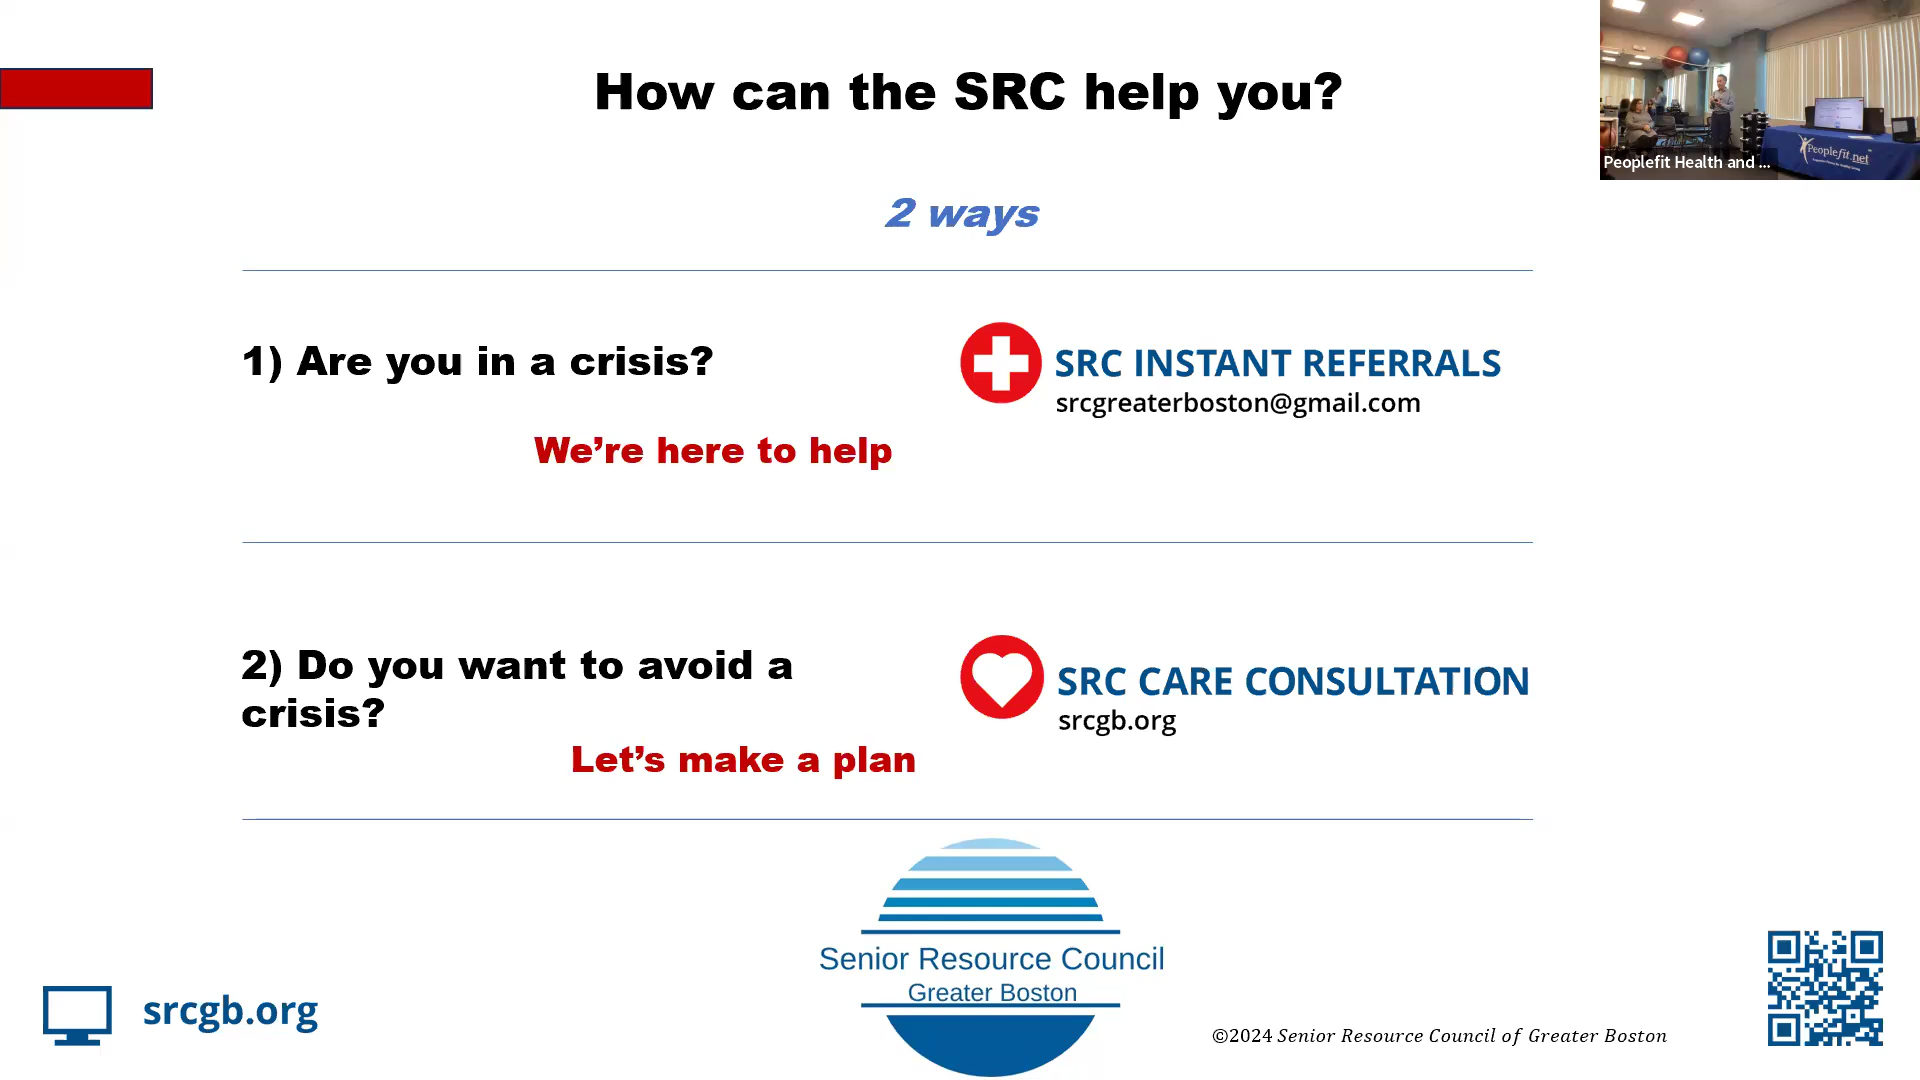 How can the SRC help you?
2 ways
1) Are you in a crisis?
SRC INSTANT REFERRALS
srcgreaterboston@gmail.com
We’re here to help
2) Do you want to avoid a
crisis?
SRC CARE CONSULTATION
srcgb.org
Let’s make a plan
Senior Resource Council
Greater Boston
srcgb.org
©2024 Senior Resource Council of Greater Boston
Peoplefit.net
Peoplefit Health and ...